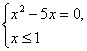 x² − 5x = 0,
x ≤ 1